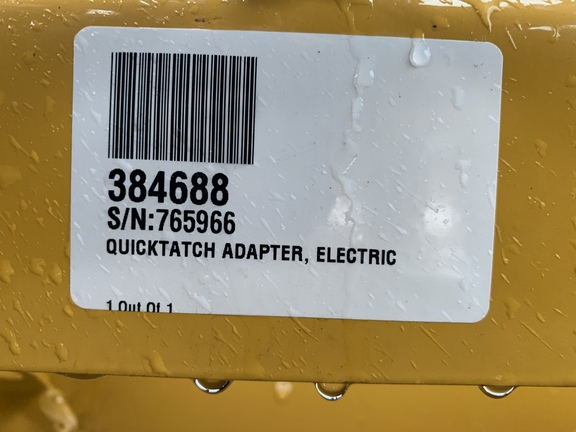 384688
S/N:765966
QUICKTATCH ADAPTER, ELECTRIC
1 Out Of 1